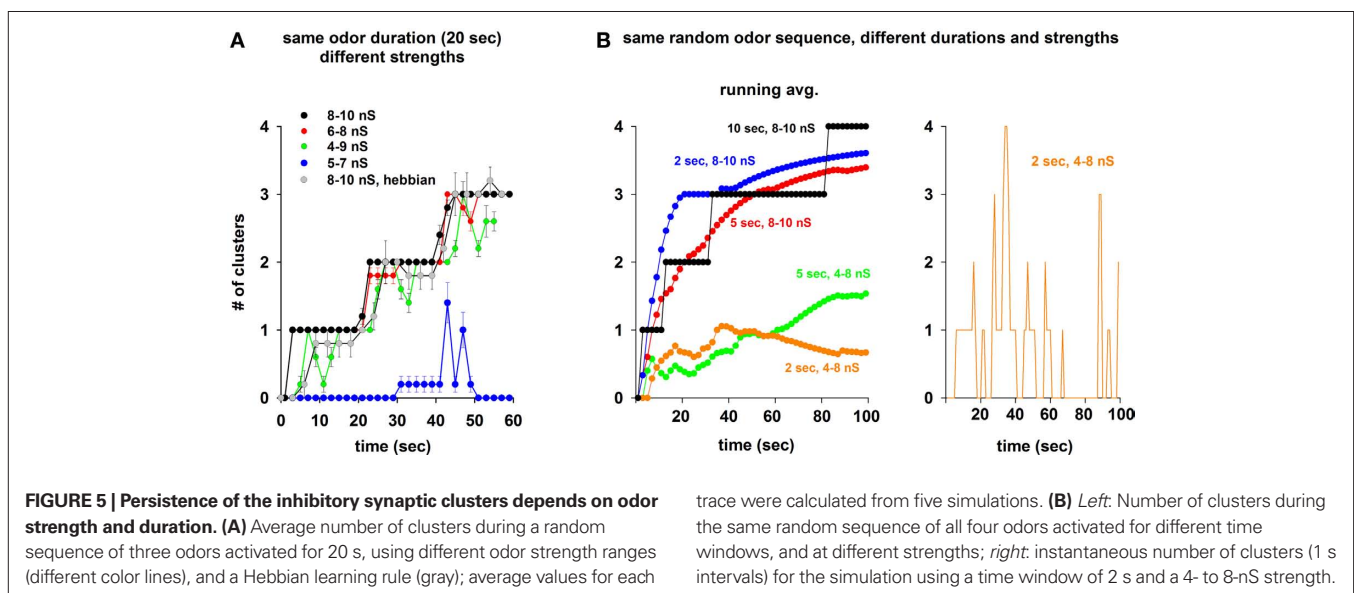 A same odor duration (20 sec)
different strengths
8-10 nS
6-8 nS
4-9 nS
5-7 nS
8-10 nS, hebbian
# of clusters
4
3
2
1
0
0 10 20 30 40 50 60
time (sec)
B same random odor sequence, different durations and strengths
running avg.
4
3
2
1
0
10 sec, 8-10 nS
2 sec, 8-10 nS
5 sec, 8-10 nS
5 sec, 4-8 nS
2 sec, 4-8 nS
20 40 60 80 100
time (sec)
4
3
2
1
0
2 sec, 4-8 nS
20 40 60 80 100
time (sec)
FIGURE 5 | Persistence of the inhibitory synaptic clusters depends on odor
strength and duration. (A) Average number of clusters during a random
sequence of three odors activated for 20 s, using different odor strength ranges
(different color lines), and a Hebbian learning rule (gray); average values for each
trace were calculated from five simulations. (B) Left: Number of clusters during
the same random sequence of all four odors activated for different time
windows, and at different strengths; right: instantaneous number of clusters (1 s
intervals) for the simulation using a time window of 2 s and a 4- to 8-nS strength.